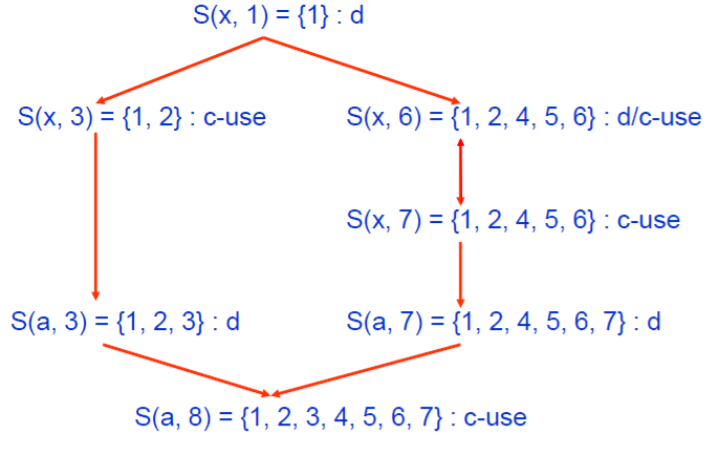 S(x, 1) = {1} : d
S(x, 3) = {1, 2} : c-use
S(x, 6) = {1, 2, 4, 5, 6} : d/c-use
S(x, 7) = {1, 2, 4, 5, 6} : c-use
S(a, 3) = {1, 2, 3} : d
S(a, 7) = {1, 2, 4, 5, 6, 7} : d
S(a, 8) = {1, 2, 3, 4, 5, 6, 7} : c-use